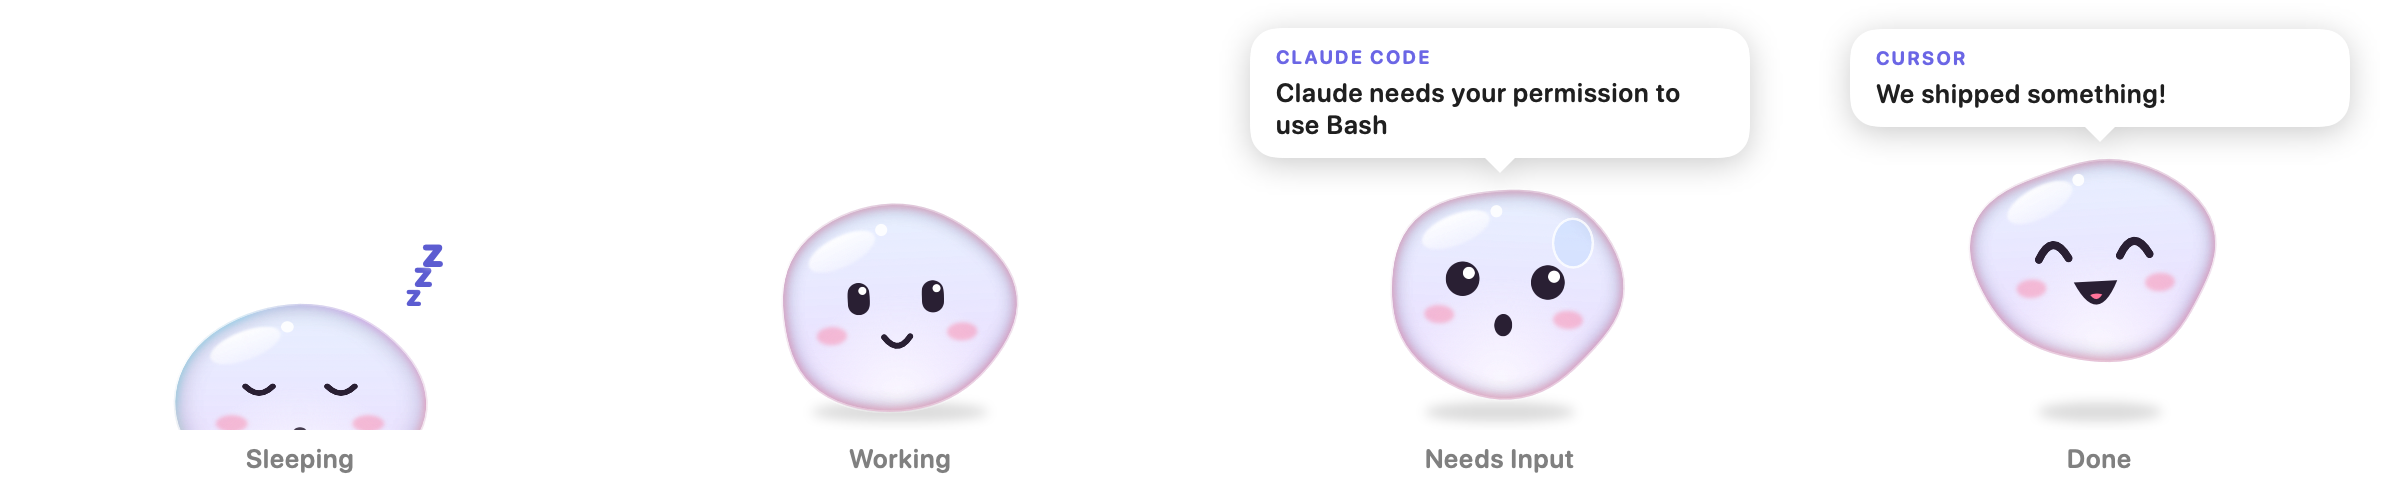 CLAUDE CODE
Claude needs your permission to
use Bash
CURSOR
We shipped something!
z
z
z
Sleeping
Working
Needs Input
Done